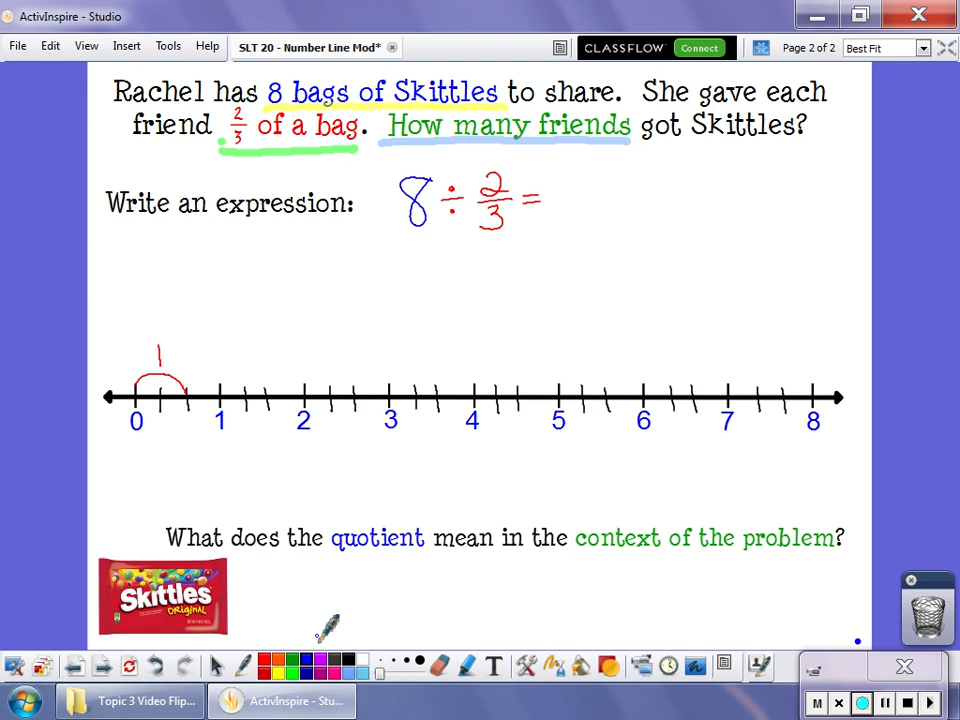 ActivInspire - Studio
File Edit View Insert Tools Help SLT 20 - Number Line Mod* CLASSFLOW Connect Page 2 of 2 Best Fit
Rachel has 8 bags of Skittles to share. She gave each
friend 2/3 of a bag. How many friends got Skittles?
Write an expression: 8 ÷ 2/3 =
1
0 1 2 3 4 5 6 7 8
What does the quotient mean in the context of the problem?
Skittles
ORIGINAL
T
M
Topic 3 Video Flip... ActivInspire - Stu...